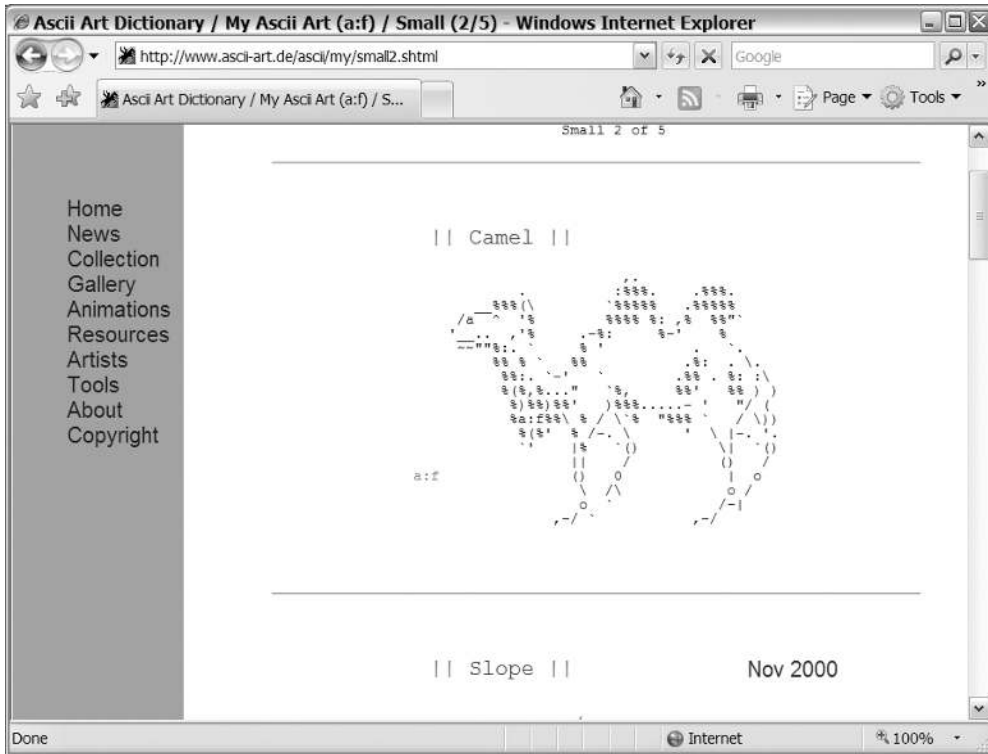 Ascii Art Dictionary / My Ascii Art (a:f) / Small (2/5) - Windows Internet Explorer
http://www.ascii-art.de/ascii/my/small2.shtml
Google
Ascii Art Dictionary / My Ascii Art (a:f) / S...
Page
Tools
Small 2 of 5
Home
News
Collection
Gallery
Animations
Resources
Artists
Tools
About
Copyright
|| Camel ||
a:f
a:f
|| Slope ||
Nov 2000
Done
Internet
100%